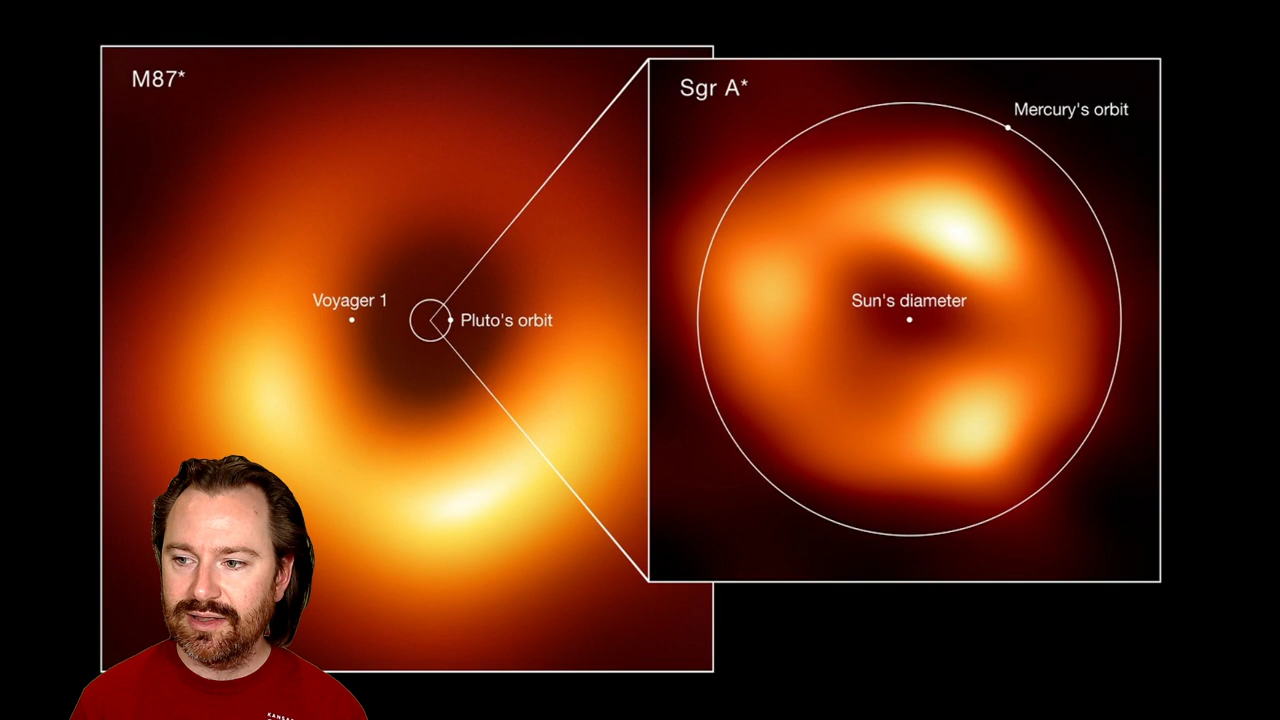 M87*
Sgr A*
Mercury's orbit
Voyager 1
Pluto's orbit
Sun's diameter